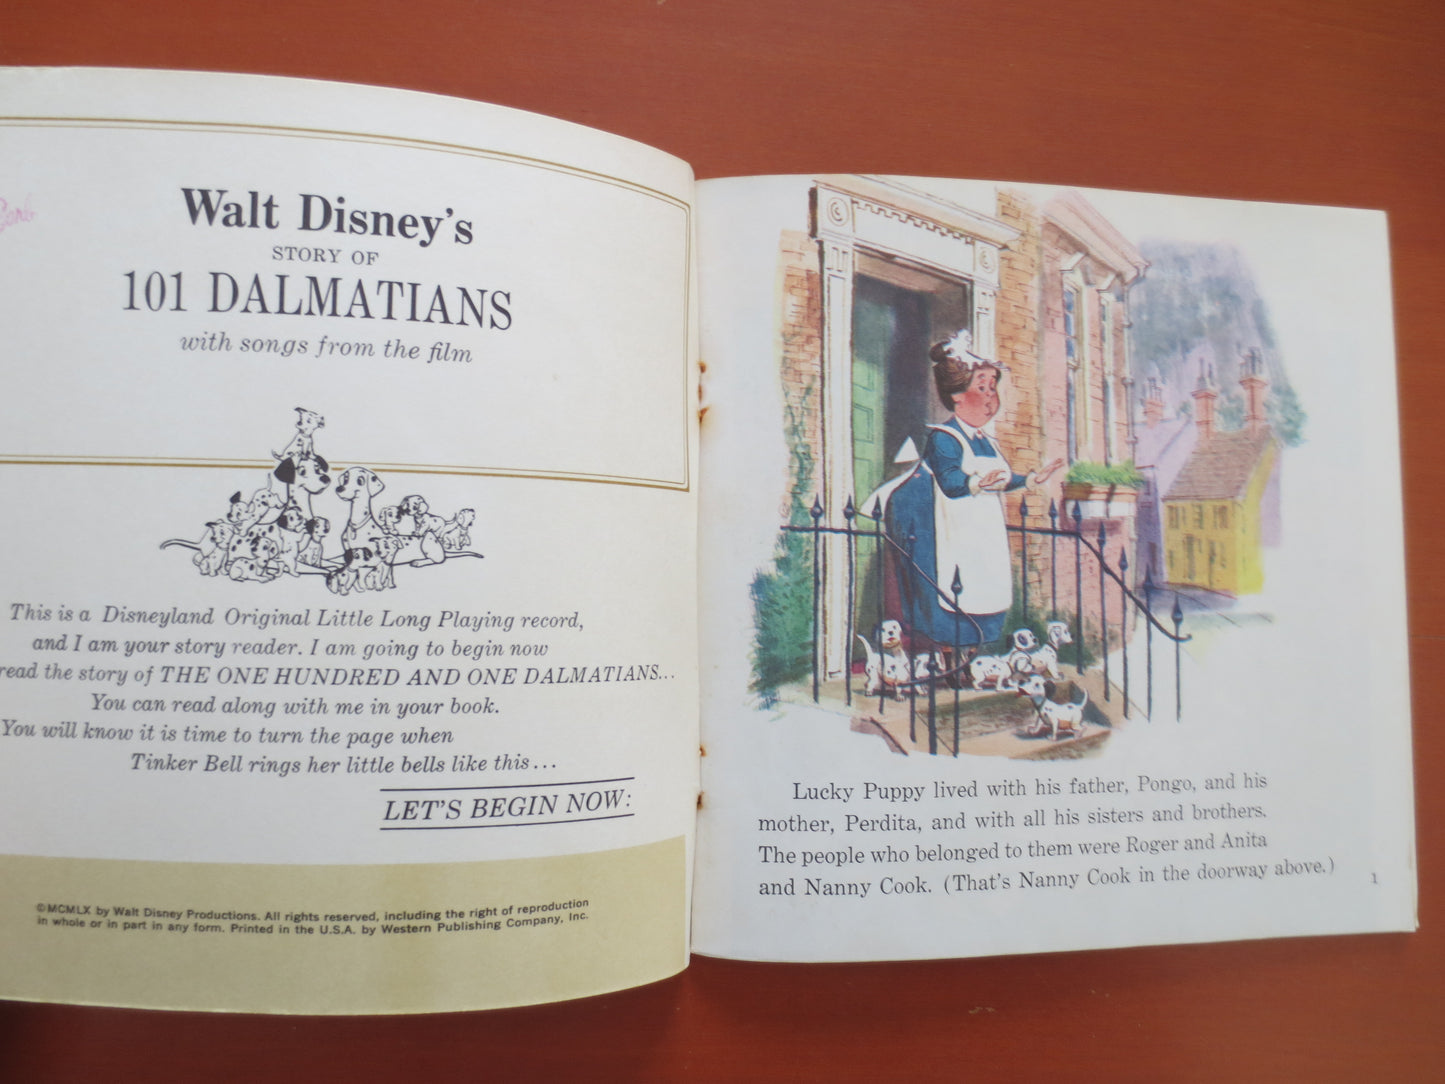 Walt Disney's
STORY OF
101 DALMATIANS
with songs from the film
This is a Disneyland Original Little Long Playing record,
and I am your story reader. I am going to begin now
read the story of THE ONE HUNDRED AND ONE DALMATIANS...
You can read along with me in your book.
You will know it is time to turn the page when
Tinker Bell rings her little bells like this...
LET'S BEGIN NOW:
©MCMLX by Walt Disney Productions. All rights reserved, including the right of reproduction
in whole or in part in any form. Printed in the U.S.A. by Western Publishing Company, Inc.
Lucky Puppy lived with his father, Pongo, and his
mother, Perdita, and with all his sisters and brothers.
The people who belonged to them were Roger and Anita
and Nanny Cook. (That's Nanny Cook in the doorway above.)
1